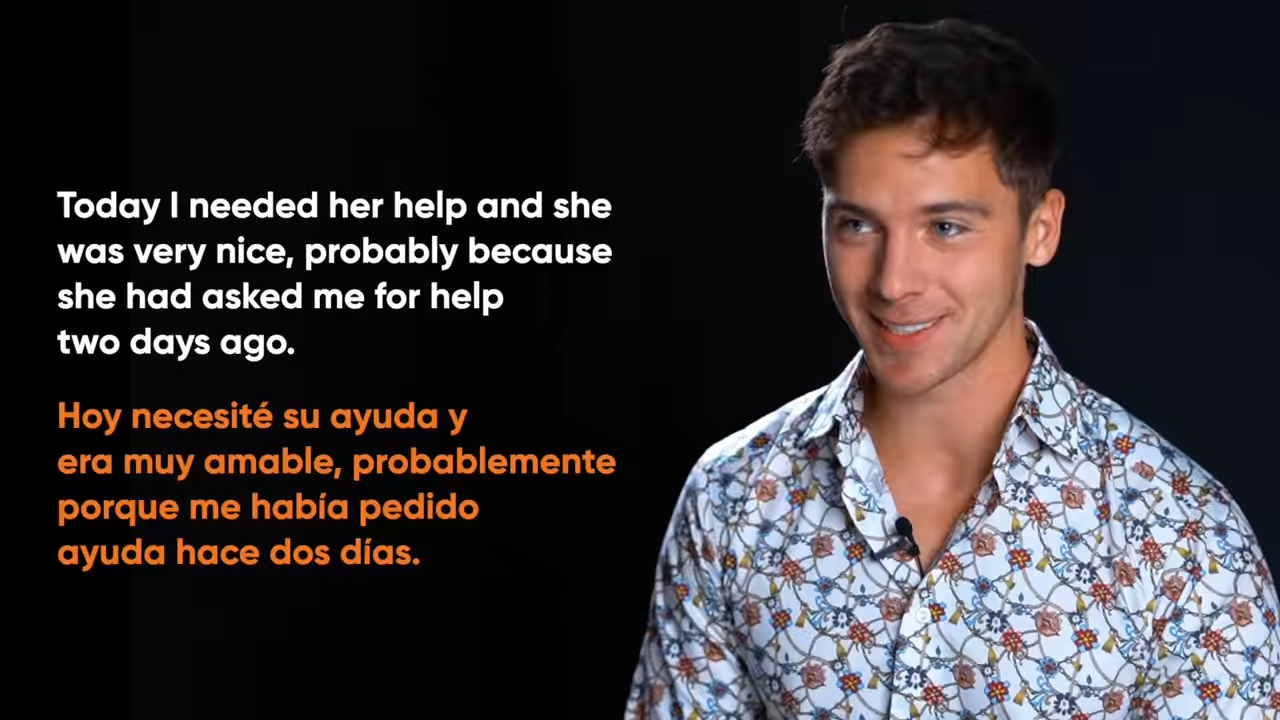 Today I needed her help and she
was very nice, probably because
she had asked me for help
two days ago.
Hoy necesité su ayuda y
era muy amable, probablemente
porque me había pedido
ayuda hace dos días.